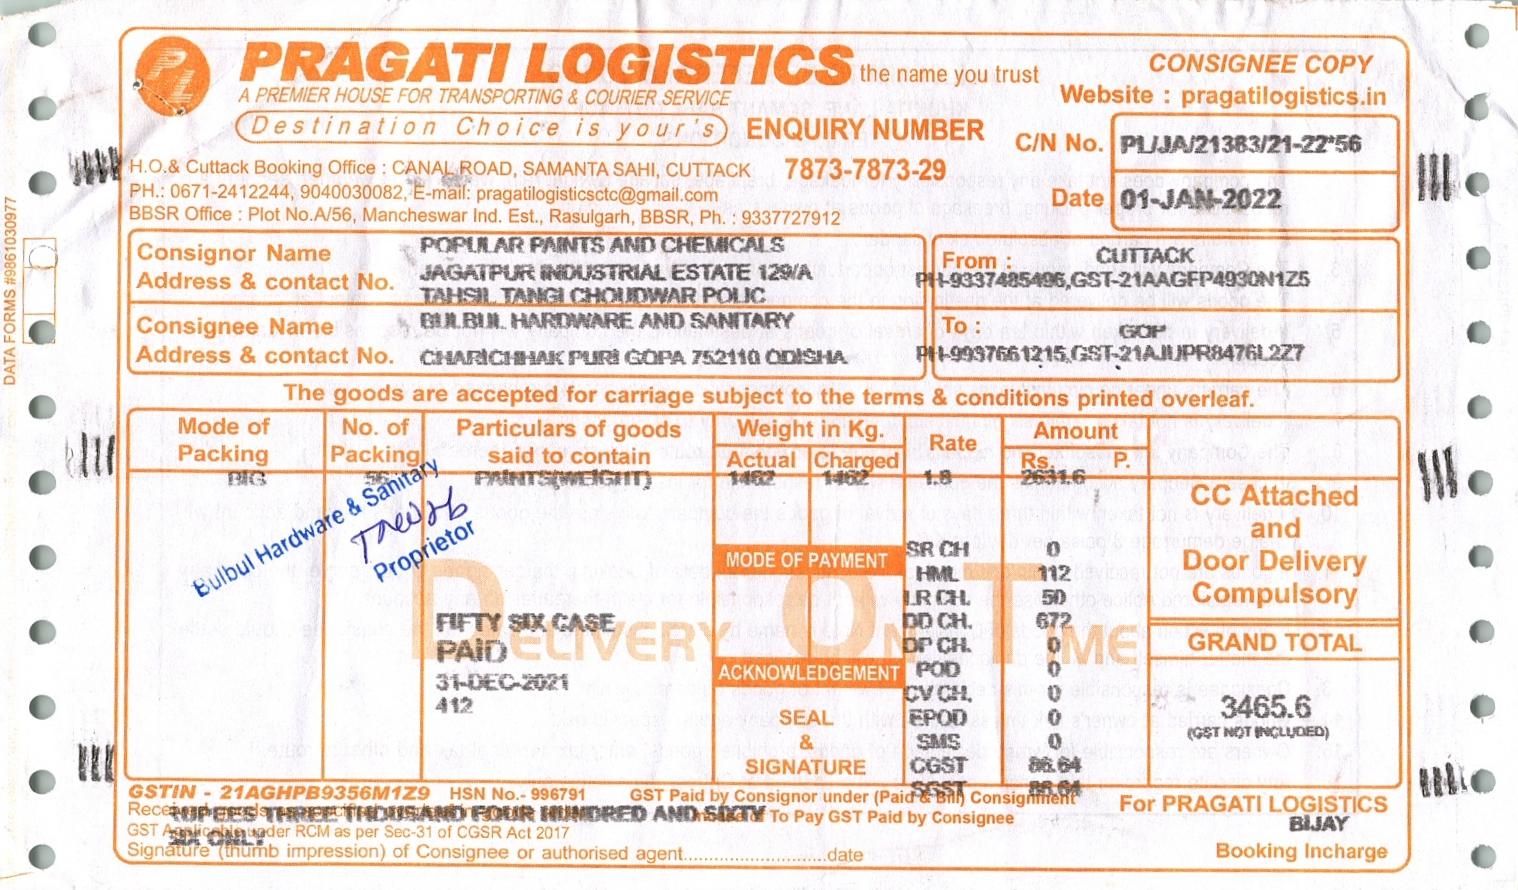 PRAGATI LOGISTICS the name you trust
A PREMIER HOUSE FOR TRANSPORTING & COURIER SERVICE
Destination Choice is your's
ENQUIRY NUMBER
7873-7873-29
CONSIGNEE COPY
Website : pragatilogistics.in
C/N No. PL/JA/21383/21-22*56
Date 01-JAN-2022
H.O.& Cuttack Booking Office : CANAL ROAD, SAMANTA SAHI, CUTTACK
PH.: 0671-2412244, 9040030082, E-mail: pragatilogisticsctc@gmail.com
BBSR Office : Plot No.A/56, Mancheswar Ind. Est., Rasulgarh, BBSR, Ph. : 9337727912
DATA FORMS #9861030977
Consignor Name
Address & contact No.
POPULAR PAINTS AND CHEMICALS
JAGATPUR INDUSTRIAL ESTATE 129/A
TAHSIL TANGI CHOUDWAR POLIC
From : CUTTACK
PH-9337485496,GST-21AAGFP4930N1Z5
Consignee Name
Address & contact No.
BULBUL HARDWARE AND SANITARY
CHARICHHAK PURI GOPA 752110 ODISHA
To : GOP
PH-9937661215,GST-21AJUPR8476L2Z7
The goods are accepted for carriage subject to the terms & conditions printed overleaf.
Mode of Packing
No. of Packing
Particulars of goods said to contain
Weight in Kg.
Actual Charged
Rate
Amount
Rs. P.
BIG 56 PAINTS(WEIGHT) 1462 1462 1.8 2631.6
Bulbul Hardware & Sanitary
Proprietor
DELIVERY ON TIME
FIFTY SIX CASE
PAID
31-DEC-2021
412
MODE OF PAYMENT
ACKNOWLEDGEMENT
SEAL
&
SIGNATURE
SR CH 0
HML 112
LR CH. 50
DD CH. 672
DP CH. 0
POD 0
CV CH. 0
EPOD 0
SMS 0
CGST 86.64
SGST 86.64
CC Attached
and
Door Delivery
Compulsory
GRAND TOTAL
3465.6
(GST NOT INCLUDED)
GSTIN - 21AGHPB9356M1Z9 HSN No.- 996791 GST Paid by Consignor under (Paid & Bill) Consignment
RUPEES THREE THOUSAND FOUR HUNDRED AND SIXTY
of To Pay GST Paid by Consignee
SIX ONLY
GST Applicable under RCM as per Sec-31 of CGSR Act 2017
Signature (thumb impression) of Consignee or authorised agent..............................date
For PRAGATI LOGISTICS
BIJAY
Booking Incharge